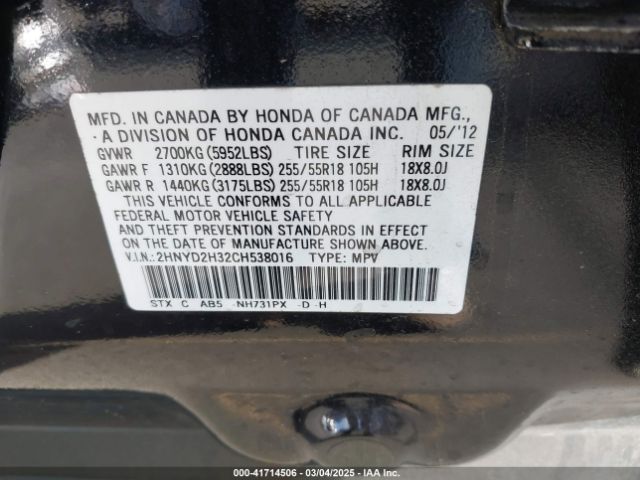 MFD. IN CANADA BY HONDA OF CANADA MFG.,
A DIVISION OF HONDA CANADA INC. 05/'12
GVWR 2700KG(5952LBS) TIRE SIZE RIM SIZE
GAWR F 1310KG(2888LBS) 255/55R18 105H 18X8.0J
GAWR R 1440KG(3175LBS) 255/55R18 105H 18X8.0J
THIS VEHICLE CONFORMS TO ALL APPLICABLE
FEDERAL MOTOR VEHICLE SAFETY
AND THEFT PREVENTION STANDARDS IN EFFECT
ON THE DATE OF MANUFACTURE SHOWN ABOVE.
V.I.N.: 2HNYD2H32CH538016 TYPE: MPV
STX C AB5 -NH731PX -D -H
000-41714506 — 03/04/2025 — COPYRIGHT IAA, LLC.